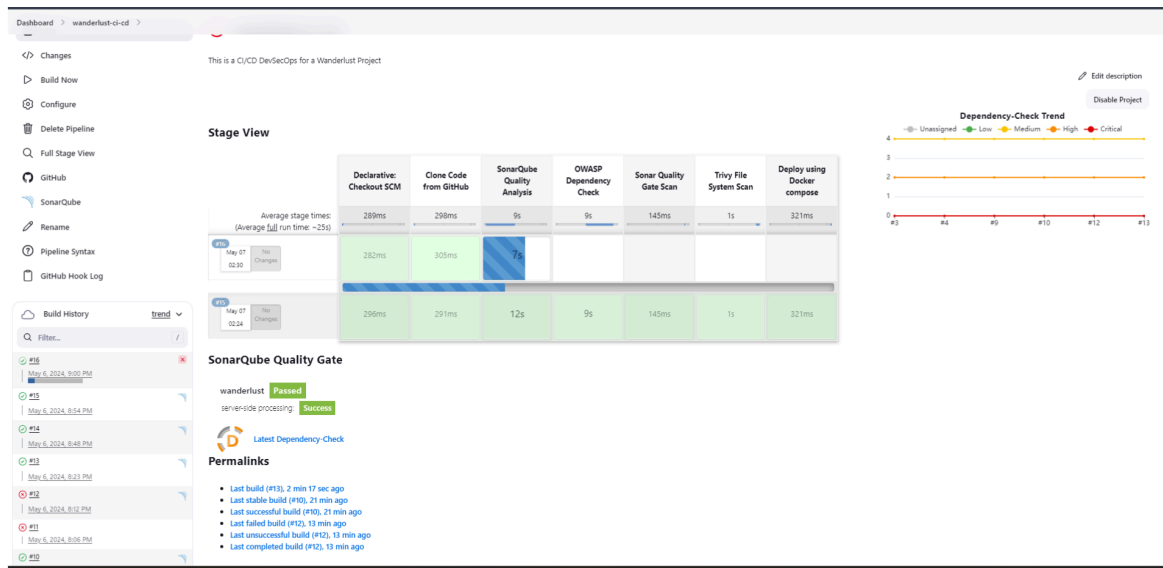 Dashboard > wanderlust-ci-cd >
Changes
Build Now
Configure
Delete Pipeline
Full Stage View
GitHub
SonarQube
Rename
Pipeline Syntax
GitHub Hook Log
Build History trend
Filter... /
#16
May 6, 2024, 9:00 PM
#15
May 6, 2024, 8:54 PM
#14
May 6, 2024, 8:48 PM
#13
May 6, 2024, 8:23 PM
#12
May 6, 2024, 8:12 PM
#11
May 6, 2024, 8:06 PM
#10
This is a CI/CD DevSecOps for a Wanderlust Project
Edit description
Disable Project
Stage View
Declarative: Checkout SCM
Clone Code from GitHub
SonarQube Quality Analysis
OWASP Dependency Check
Sonar Quality Gate Scan
Trivy File System Scan
Deploy using Docker compose
Average stage times: 289ms 298ms 9s 9s 145ms 1s 321ms
(Average full run time: ~25s)
#16
May 07 No
02:30 Changes
282ms 305ms 7s
#15
May 07 No
02:24 Changes
296ms 291ms 12s 9s 145ms 1s 321ms
SonarQube Quality Gate
wanderlust Passed
server-side processing: Success
Latest Dependency-Check
Permalinks
Last build (#13), 2 min 17 sec ago
Last stable build (#10), 21 min ago
Last successful build (#10), 21 min ago
Last failed build (#12), 13 min ago
Last unsuccessful build (#12), 13 min ago
Last completed build (#12), 13 min ago
Dependency-Check Trend
Unassigned Low Medium High Critical
4
3
2
1
0
#3 #4 #9 #10 #12 #13